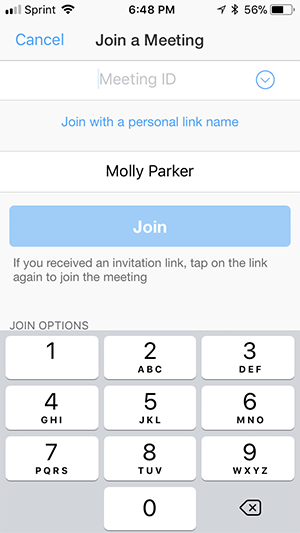 Sprint 6:48 PM 56%
Cancel Join a Meeting
Meeting ID
Join with a personal link name
Molly Parker
Join
If you received an invitation link, tap on the link
again to join the meeting
JOIN OPTIONS
1 2 3
ABC DEF
4 5 6
GHI JKL MNO
7 8 9
PQRS TUV WXYZ
0